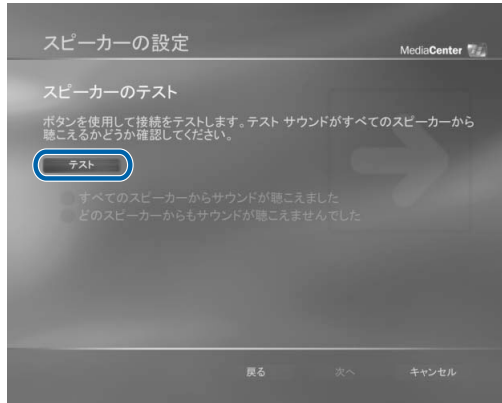 スピーカーの設定
MediaCenter
スピーカーのテスト
ボタンを使用して接続をテストします。テスト サウンドがすべてのスピーカーから
聴こえるかどうか確認してください。
テスト
すべてのスピーカーからサウンドが聴こえました
どのスピーカーからもサウンドが聴こえませんでした
戻る 次へ キャンセル